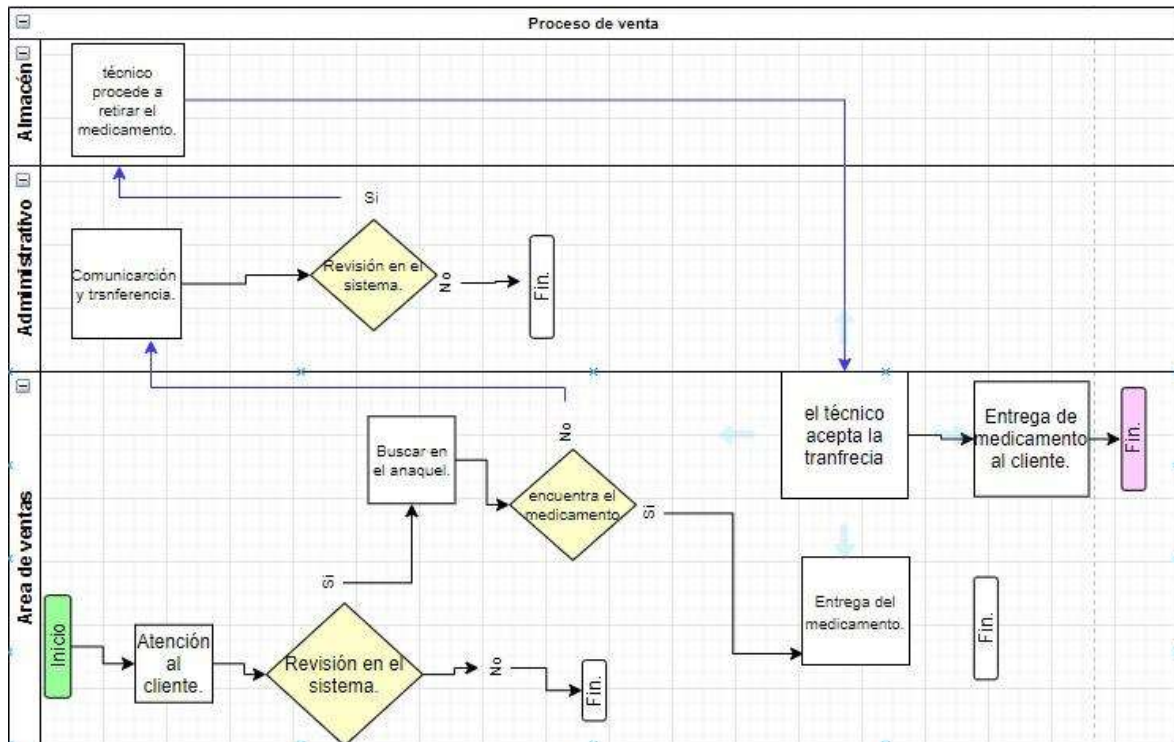 Proceso de venta
Almacén
técnico
procede a
retirar el
medicamento.
Admimistrativo
Si
Comunicarción
y trsnferencia.
Revisión en el
sistema.
No
Fin.
Area de ventas
Buscar en
el anaquel.
No
encuentra el
medicamento
Si
el técnico
acepta la
tranfrecia
Entrega de
medicamento
al cliente.
Fin.
Si
Entrega del
medicamento.
Fin.
Inicio
Atención
al
cliente.
Revisión en el
sistema.
No
Fin.